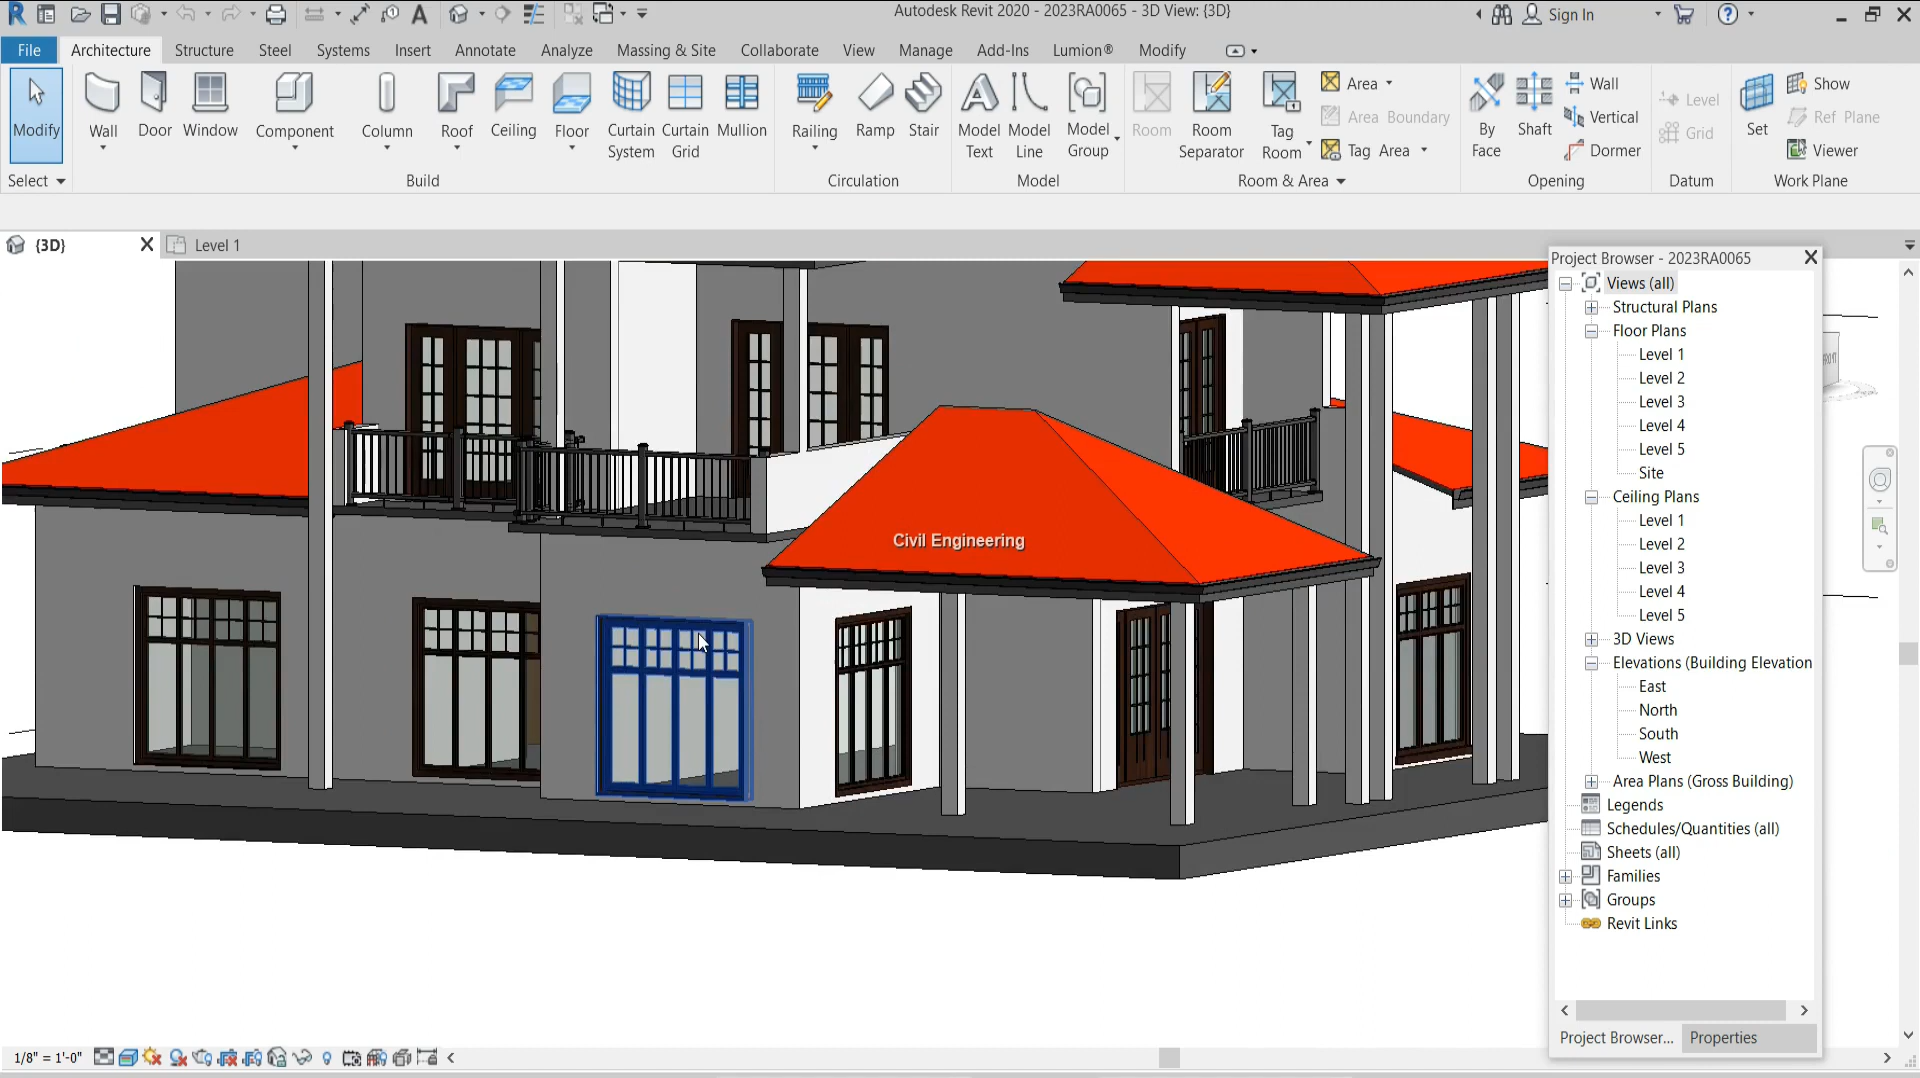 Autodesk Revit 2020 - 2023RA0065 - 3D View: {3D}
Sign In
File Architecture Structure Steel Systems Insert Annotate Analyze Massing & Site Collaborate View Manage Add-Ins Lumion® Modify
Modify
Wall
Door
Window
Component
Column
Roof
Ceiling
Floor
Curtain System
Curtain Grid
Mullion
Railing
Ramp
Stair
Model Text
Model Line
Model Group
Room
Room Separator
Tag Room
Area
Area Boundary
Tag Area
By Face
Shaft
Wall
Vertical
Dormer
Level
Grid
Set
Show
Ref Plane
Viewer
Select
Build
Circulation
Model
Room & Area
Opening
Datum
Work Plane
{3D}
Level 1
Civil Engineering
Project Browser - 2023RA0065
Views (all)
Structural Plans
Floor Plans
Level 1
Level 2
Level 3
Level 4
Level 5
Site
Ceiling Plans
Level 1
Level 2
Level 3
Level 4
Level 5
3D Views
Elevations (Building Elevation
East
North
South
West
Area Plans (Gross Building)
Legends
Schedules/Quantities (all)
Sheets (all)
Families
Groups
Revit Links
Project Browser...
Properties
1/8" = 1'-0"